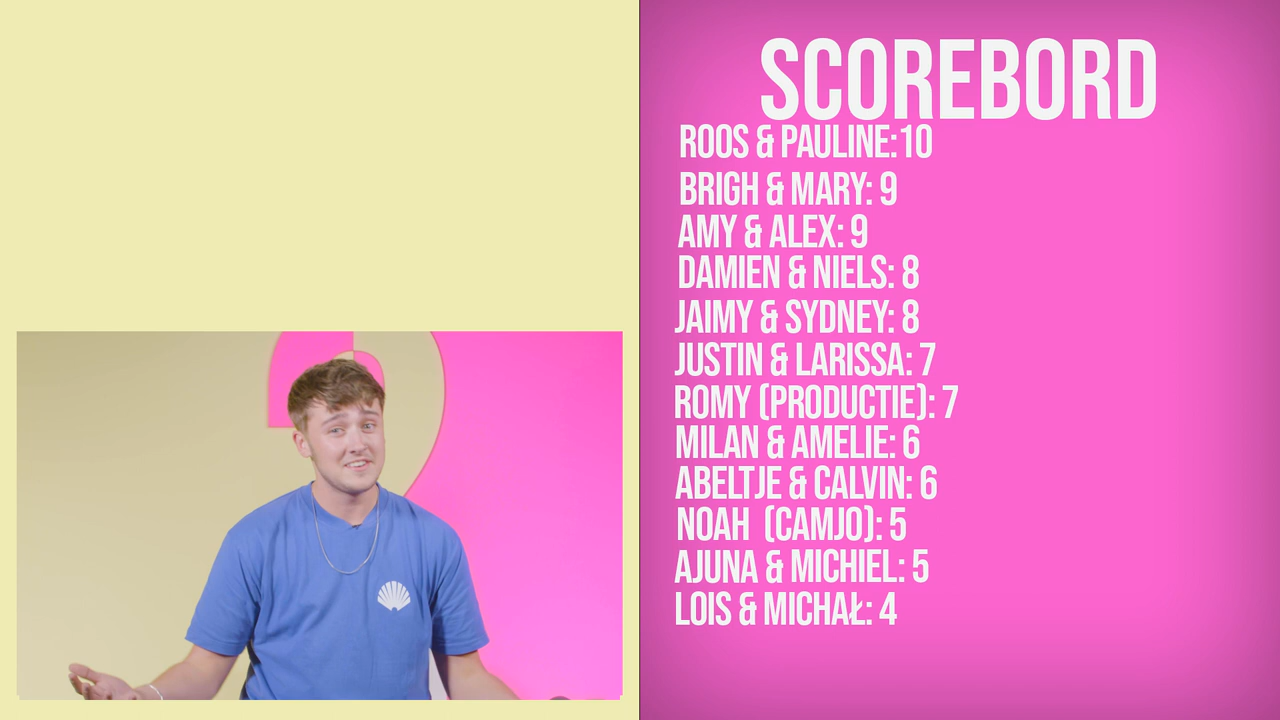 SCOREBORD
ROOS & PAULINE:10
BRIGH & MARY: 9
AMY & ALEX: 9
DAMIEN & NIELS: 8
JAIMY & SYDNEY: 8
JUSTIN & LARISSA: 7
ROMY (PRODUCTIE): 7
MILAN & AMELIE: 6
ABELTJE & CALVIN: 6
NOAH (CAMJO): 5
AJUNA & MICHIEL: 5
LOIS & MICHAŁ: 4